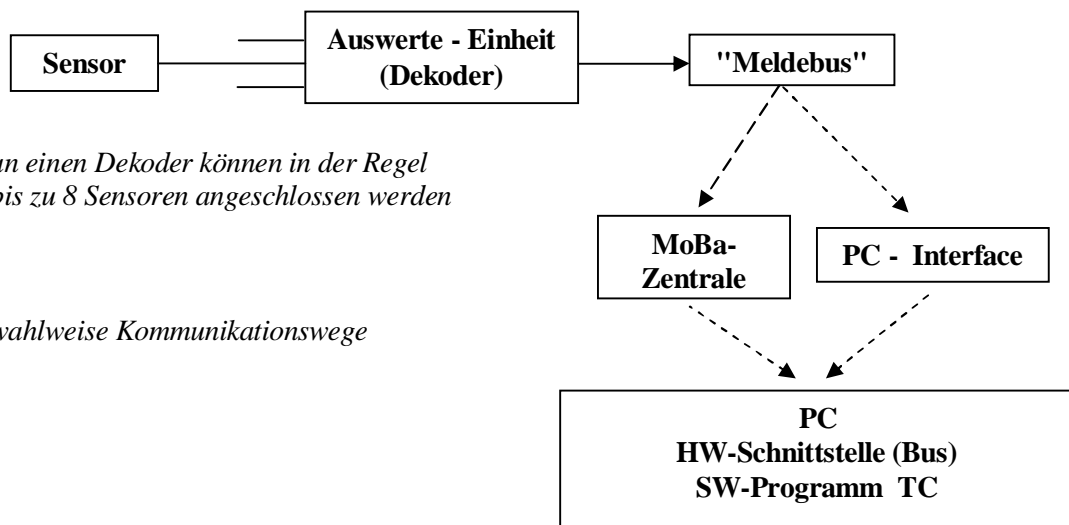 Sensor
Auswerte - Einheit
(Dekoder)
"Meldebus"
an einen Dekoder können in der Regel
bis zu 8 Sensoren angeschlossen werden
MoBa-
Zentrale
PC - Interface
wahlweise Kommunikationswege
PC
HW-Schnittstelle (Bus)
SW-Programm TC